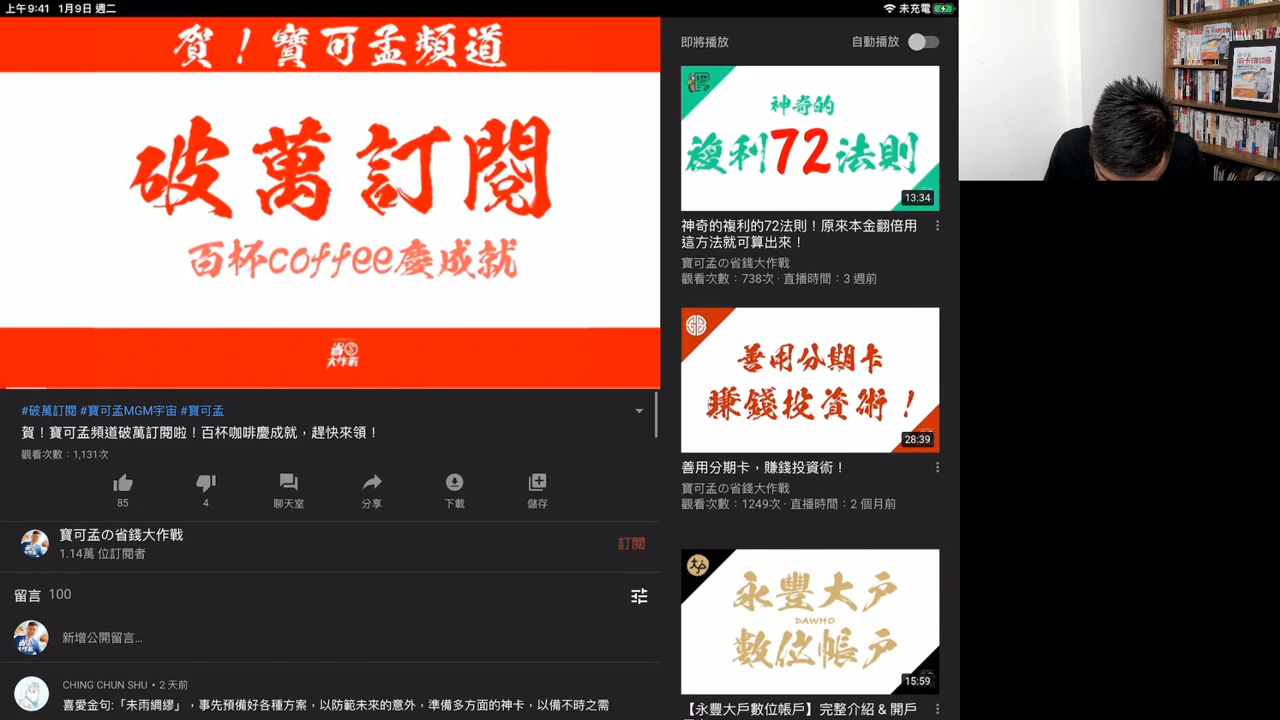 上午9:41 1月9日 週二
未充電
賀！寶可孟頻道
破萬訂閱
百杯coffee慶成就
省$
大作戰
#破萬訂閱 #寶可孟MGM宇宙 #寶可孟
賀！寶可孟頻道破萬訂閱啦！百杯咖啡慶成就，趕快來領！
觀看次數：1,131次
85
4
聊天室
分享
下載
儲存
寶可孟の省錢大作戰
1.14萬 位訂閱者
訂閱
留言 100
新增公開留言...
CHING CHUN SHU • 2 天前
喜愛金句:「未雨綢繆」，事先預備好各種方案，以防範未來的意外，準備多方面的神卡，以備不時之需
即將播放
自動播放
神奇的
複利72法則
13:34
神奇的複利的72法則！原來本金翻倍用
這方法就可算出來！
寶可孟の省錢大作戰
觀看次數：738次 · 直播時間：3 週前
善用分期卡
賺錢投資術！
28:39
善用分期卡，賺錢投資術！
寶可孟の省錢大作戰
觀看次數：1249次 · 直播時間：2 個月前
大戶
永豐大戶
DAWHO
數位帳戶
15:59
【永豐大戶數位帳戶】完整介紹 & 開戶